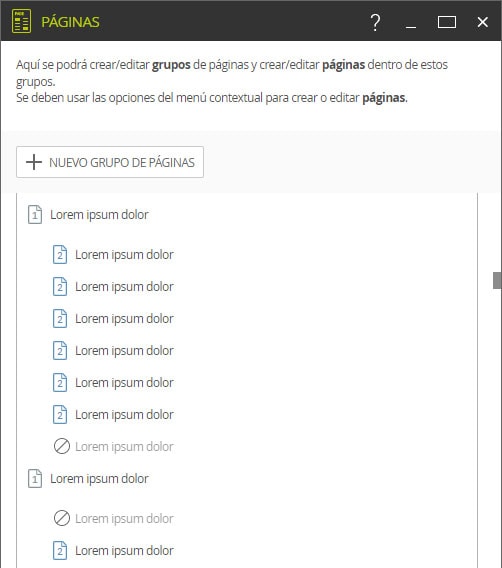 PÁGINAS
?
Aquí se podrá crear/editar grupos de páginas y crear/editar páginas dentro de estos
grupos.
Se deben usar las opciones del menú contextual para crear o editar páginas.
NUEVO GRUPO DE PÁGINAS
1 Lorem ipsum dolor
2 Lorem ipsum dolor
2 Lorem ipsum dolor
2 Lorem ipsum dolor
2 Lorem ipsum dolor
2 Lorem ipsum dolor
2 Lorem ipsum dolor
Lorem ipsum dolor
1 Lorem ipsum dolor
Lorem ipsum dolor
2 Lorem ipsum dolor